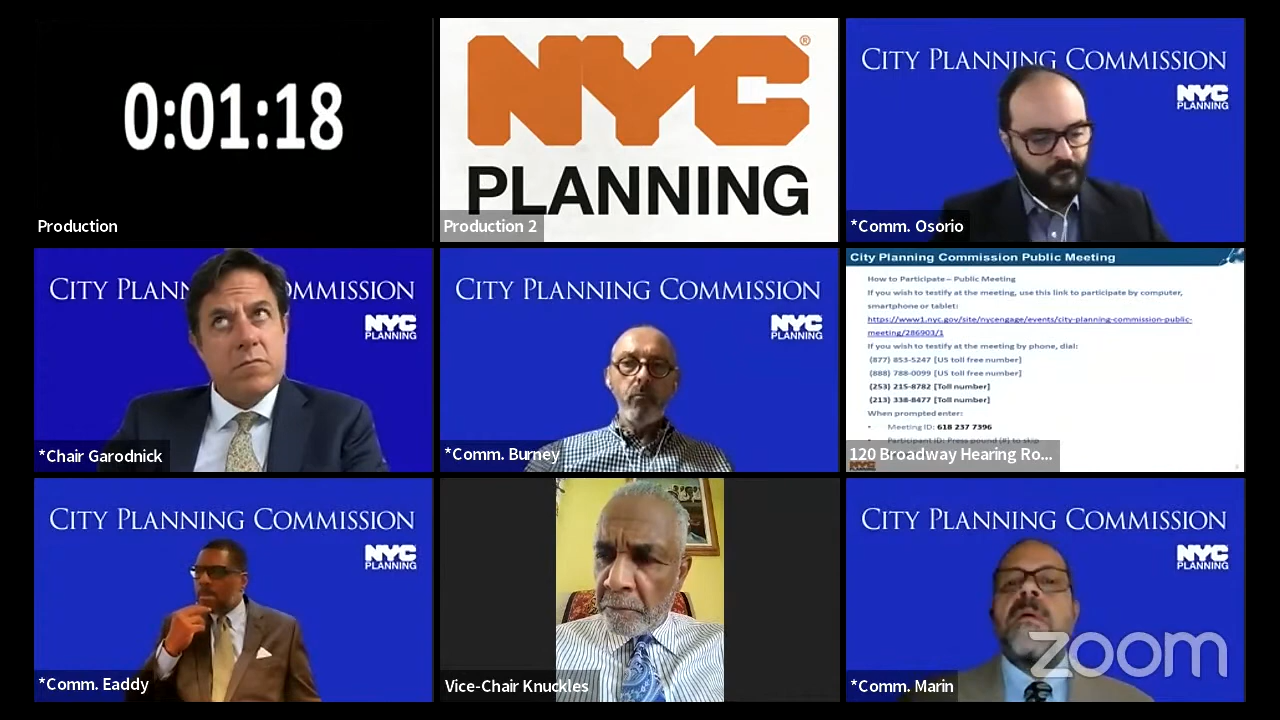 0:01:18
Production
NYC®
PLANNING
Production 2
CITY PLANNING COMMISSION
NYC
PLANNING
*Comm. Osorio
CITY PLANN OMMISSION
NYC
PLANNING
*Chair Garodnick
CITY PLANNING COMMISSION
NYC
PLANNING
*Comm. Burney
City Planning Commission Public Meeting
How to Participate – Public Meeting
If you wish to testify at the meeting, use this link to participate by computer,
smartphone or tablet:
https://www1.nyc.gov/site/nycengage/events/city-planning-commission-public-
meeting/286903/1
If you wish to testify at the meeting by phone, dial:
(877) 853-5247 [US toll free number]
(888) 788-0099 [US toll free number]
(253) 215-8782 [Toll number]
(213) 338-8477 [Toll number]
When prompted enter:
• Meeting ID: 618 237 7396
• Participant ID: Press pound (#) to skip
120 Broadway Hearing Ro...
CITY PLANNING COMMISSION
NYC
PLANNING
*Comm. Eaddy
Vice-Chair Knuckles
CITY PLANNING COMMISSION
NYC
PLANNING
*Comm. Marin
zoom